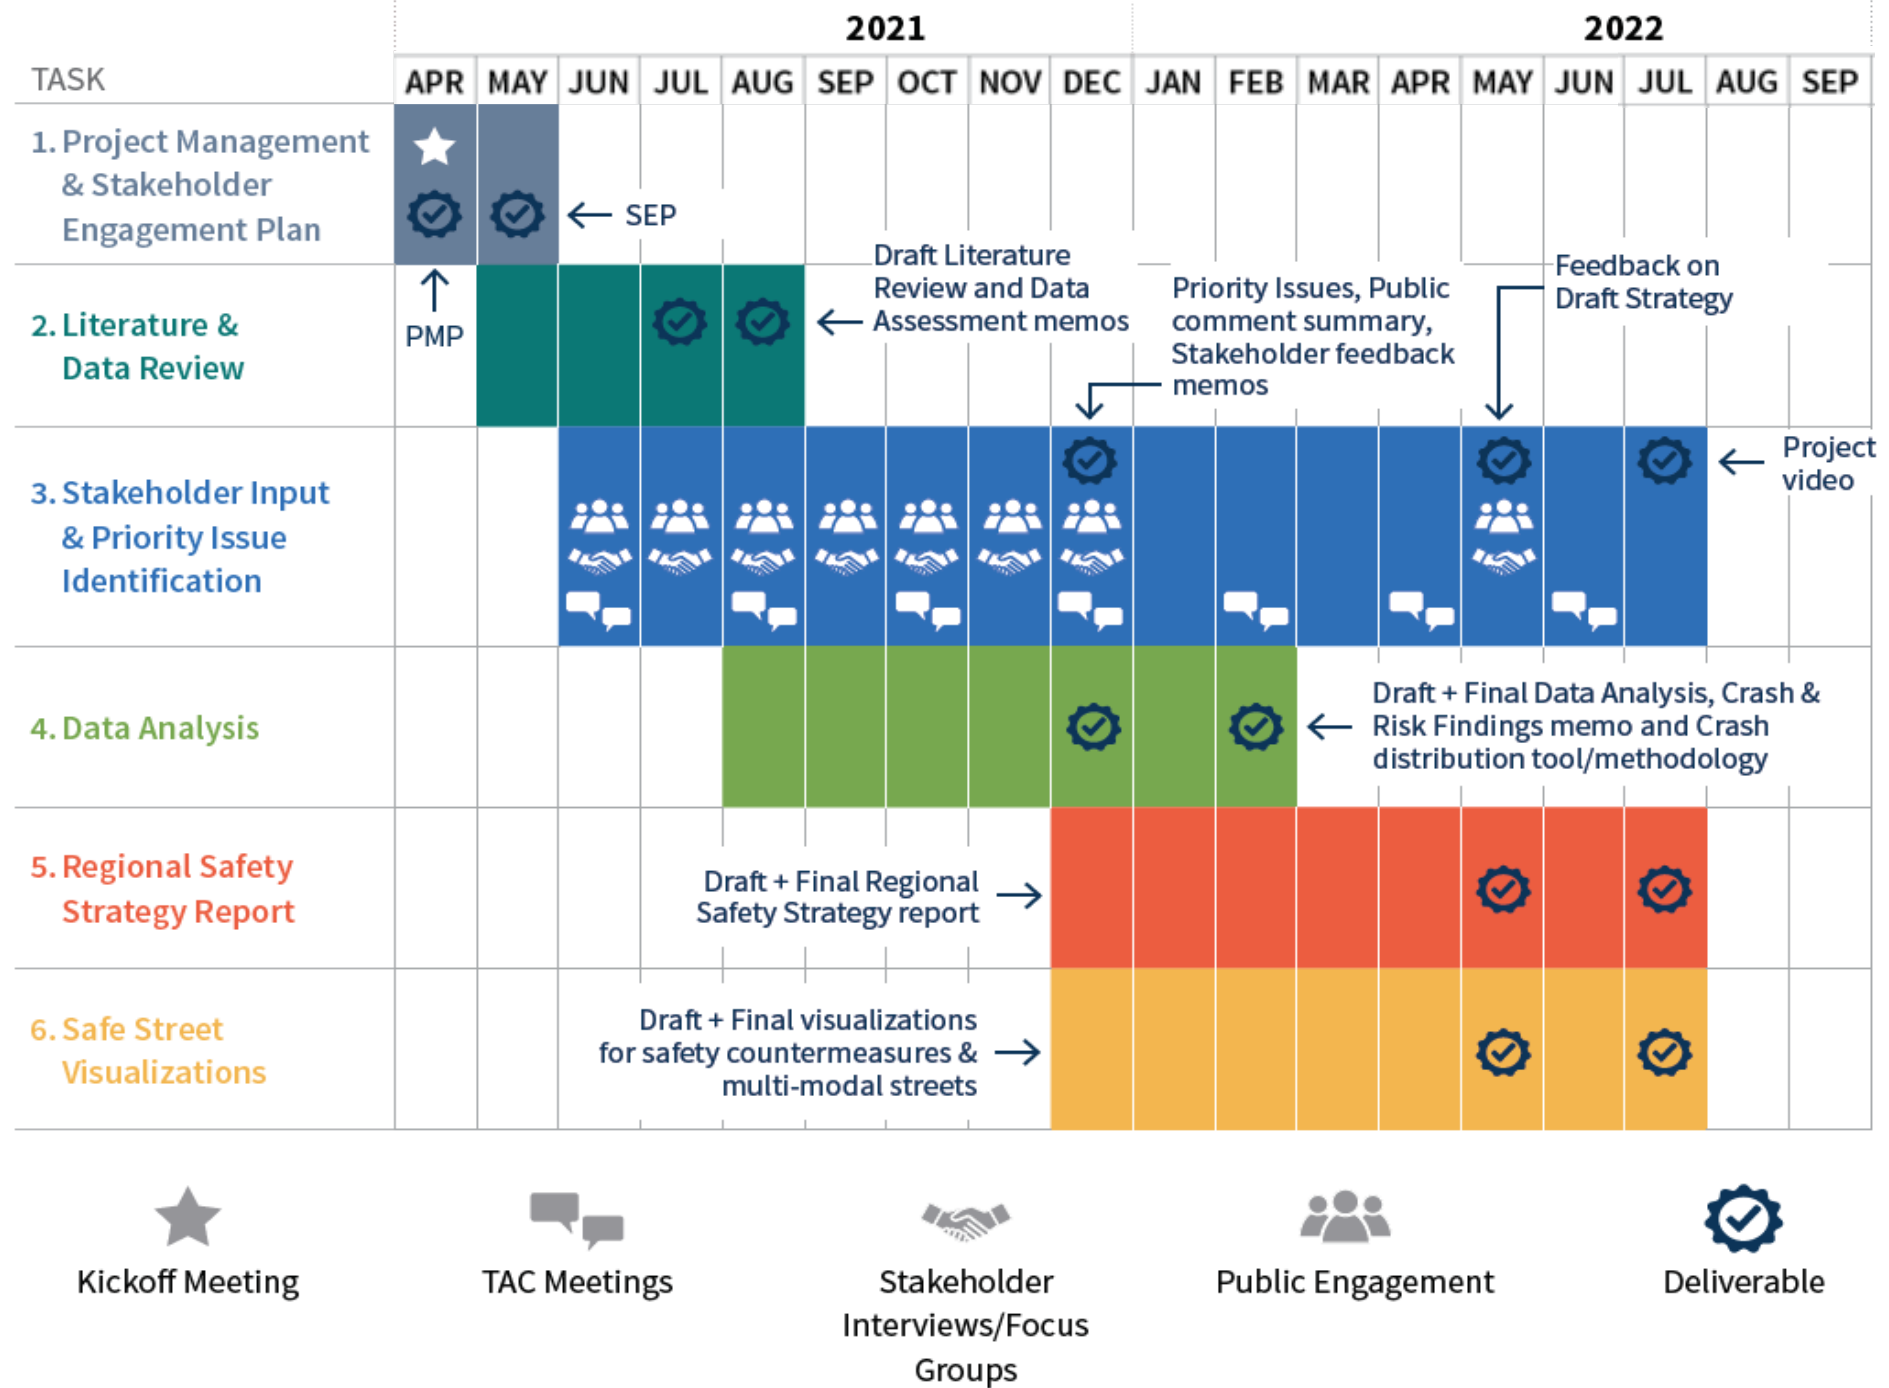 2021
2022
TASK
APR MAY JUN JUL AUG SEP OCT NOV DEC JAN FEB MAR APR MAY JUN JUL AUG SEP
1. Project Management
& Stakeholder
Engagement Plan
SEP
PMP
2. Literature &
Data Review
Draft Literature
Review and Data
Assessment memos
Priority Issues, Public
comment summary,
Stakeholder feedback
memos
Feedback on
Draft Strategy
3. Stakeholder Input
& Priority Issue
Identification
Project
video
4. Data Analysis
Draft + Final Data Analysis, Crash &
Risk Findings memo and Crash
distribution tool/methodology
5. Regional Safety
Strategy Report
Draft + Final Regional
Safety Strategy report
6. Safe Street
Visualizations
Draft + Final visualizations
for safety countermeasures &
multi-modal streets
Kickoff Meeting
TAC Meetings
Stakeholder
Interviews/Focus
Groups
Public Engagement
Deliverable